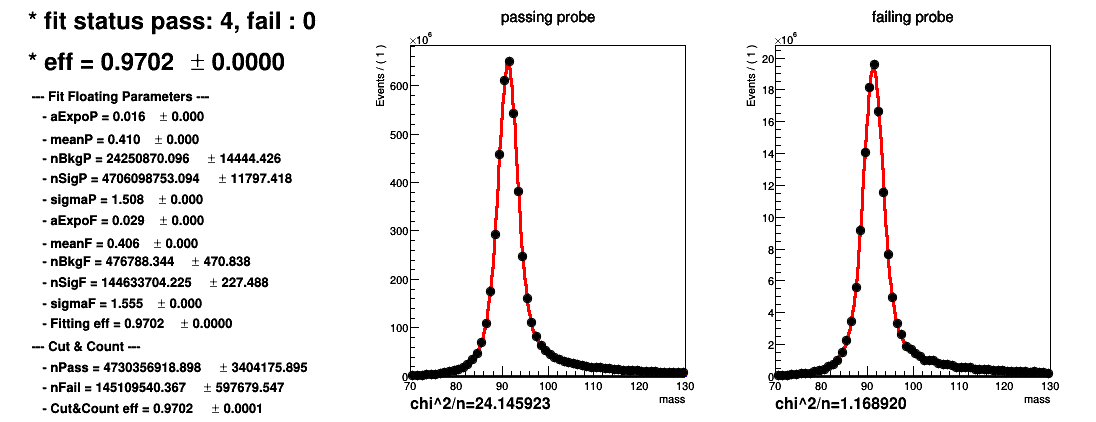 * fit status pass: 4, fail : 0
* eff = 0.9702 ± 0.0000
--- Fit Floating Parameters ---
- aExpoP = 0.016 ± 0.000
- meanP = 0.410 ± 0.000
- nBkgP = 24250870.096 ± 14444.426
- nSigP = 4706098753.094 ± 11797.418
- sigmaP = 1.508 ± 0.000
- aExpoF = 0.029 ± 0.000
- meanF = 0.406 ± 0.000
- nBkgF = 476788.344 ± 470.838
- nSigF = 144633704.225 ± 227.488
- sigmaF = 1.555 ± 0.000
- Fitting eff = 0.9702 ± 0.0000
--- Cut & Count ---
- nPass = 4730356918.898 ± 3404175.895
- nFail = 145109540.367 ± 597679.547
- Cut&Count eff = 0.9702 ± 0.0001
passing probe
×10^6
Events / ( 1 )
600
500
400
300
200
100
0
70 80 90 100 110 120 130
mass
chi^2/n=24.145923
failing probe
×10^6
Events / ( 1 )
20
18
16
14
12
10
8
6
4
2
0
70 80 90 100 110 120 130
mass
chi^2/n=1.168920